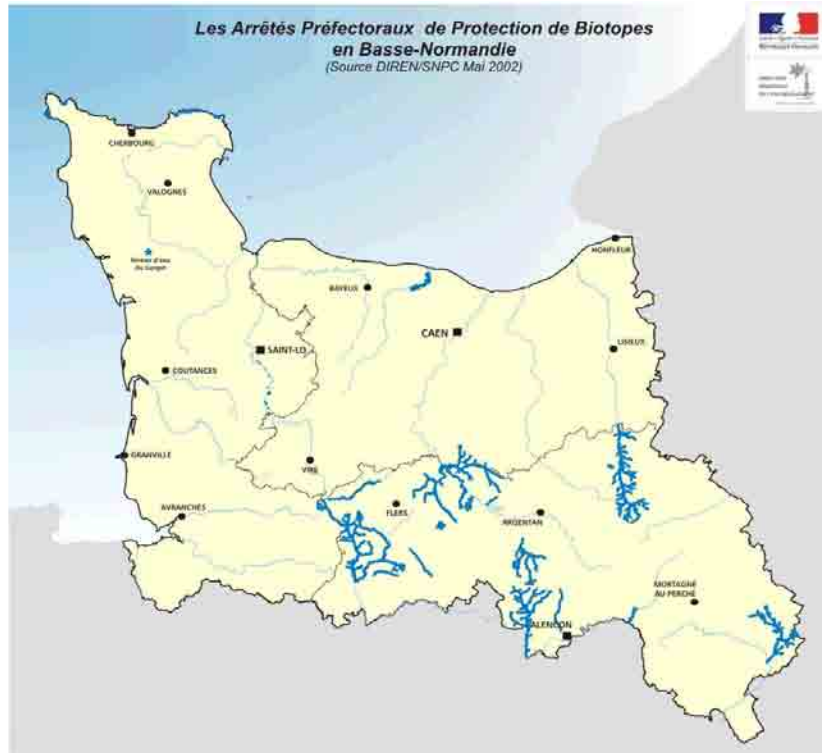 Les Arrêtés Préfectoraux de Protection de Biotopes
en Basse-Normandie
(Source DIREN/SNPC Mai 2002)
CHERBOURG
VALOGNES
HONFLEUR
BAYEUX
CAEN
SAINT-LO
LISIEUX
COUTANCES
GRANVILLE
VIRE
AVRANCHES
FLERS
ARGENTAN
MORTAGNE
AU PERCHE
ALENCON